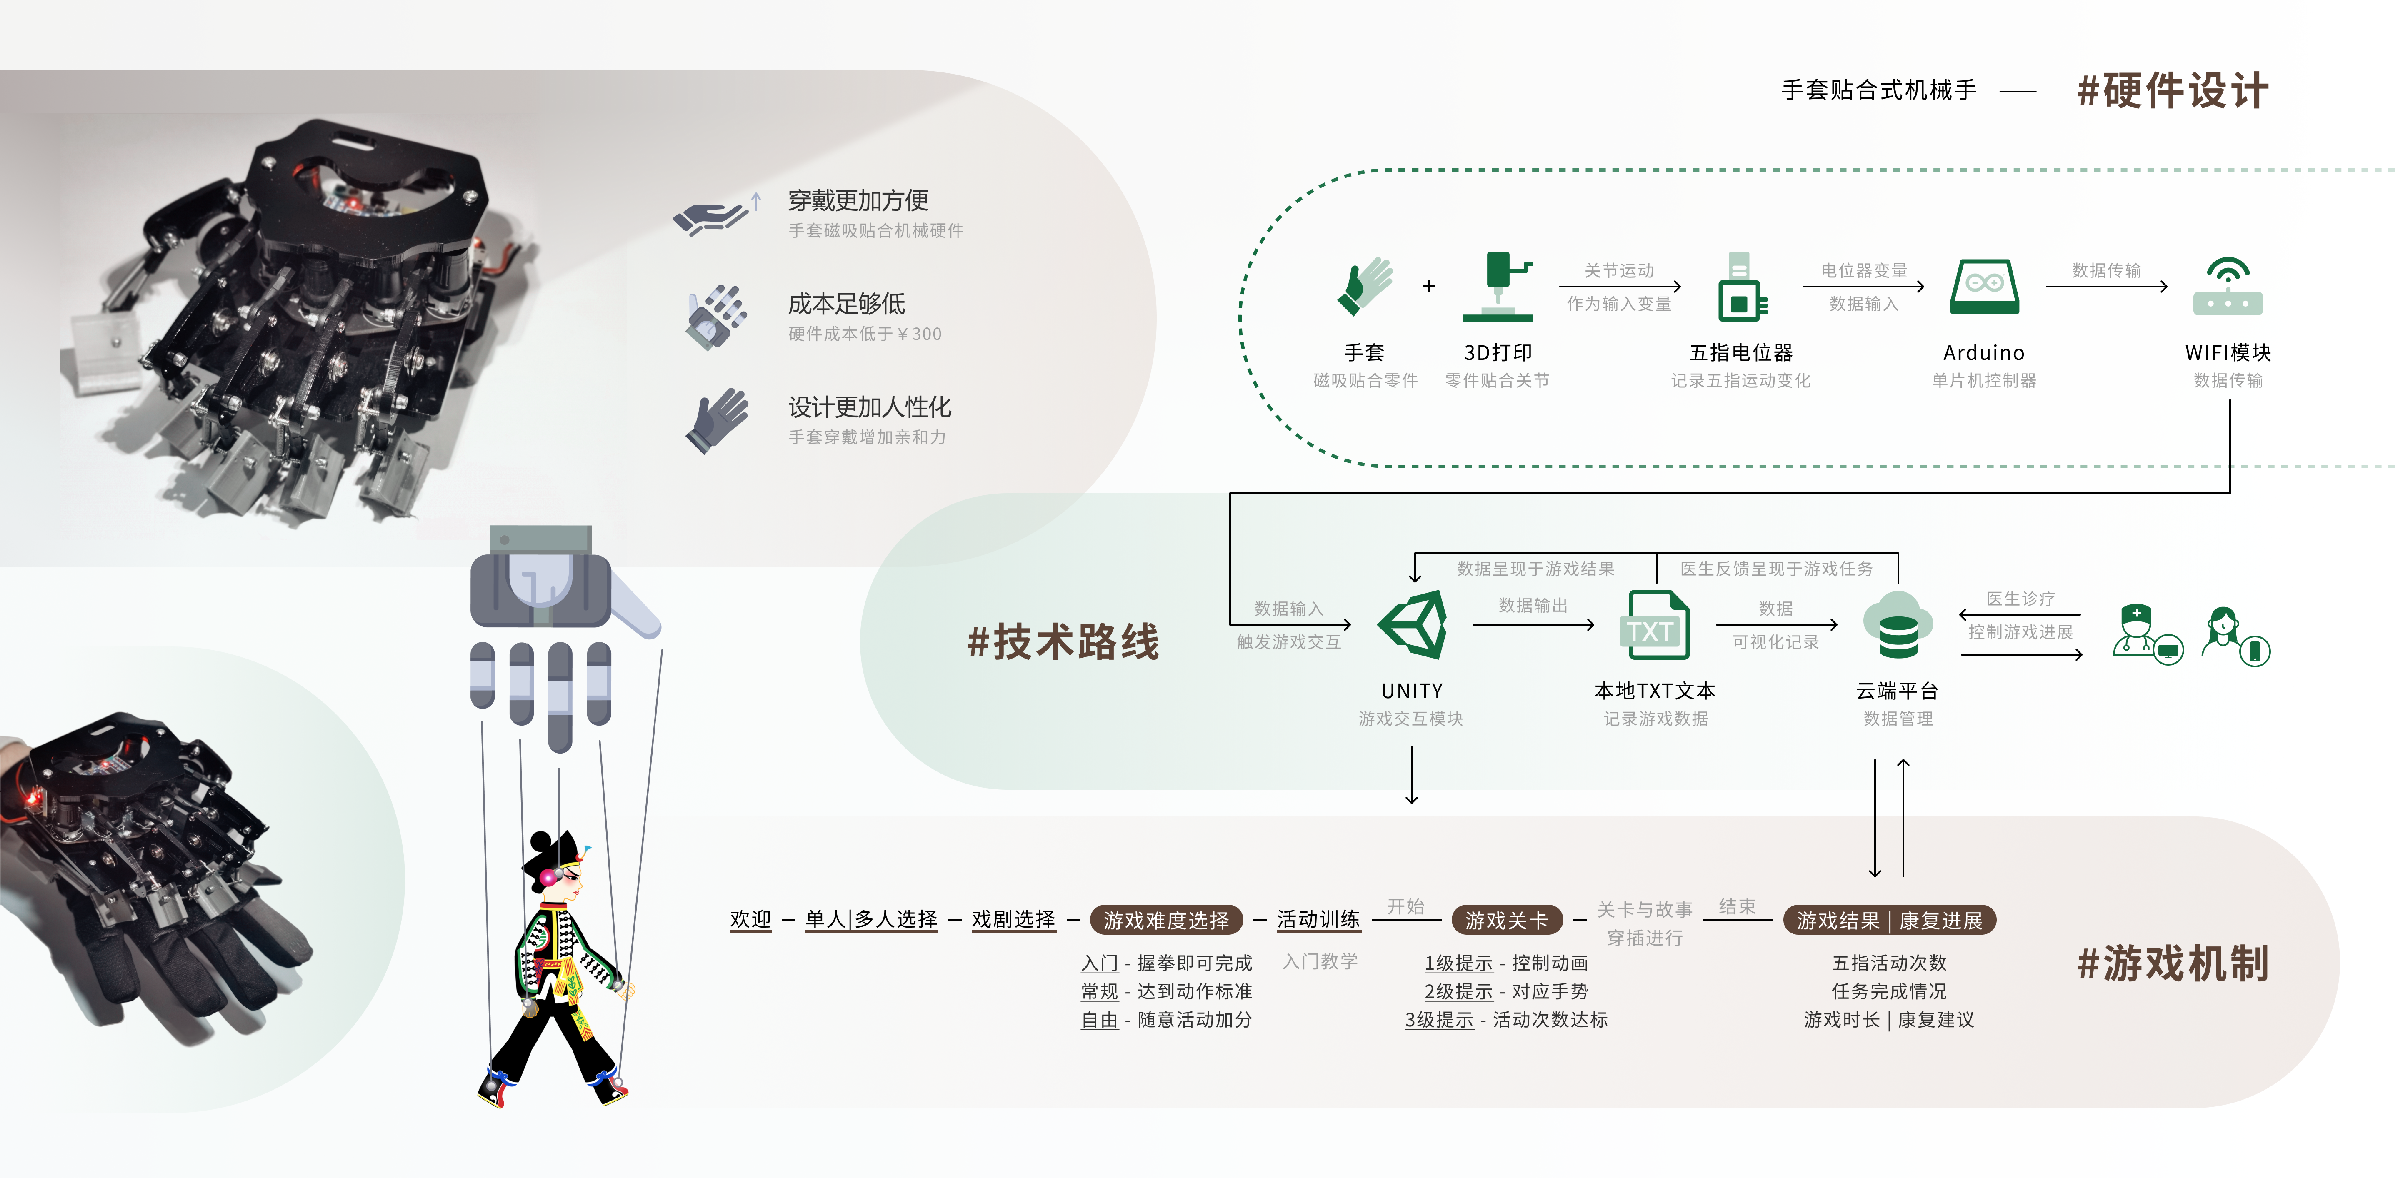 手套贴合式机械手 —— #硬件设计
穿戴更加方便
手套磁吸贴合机械硬件
成本足够低
硬件成本低于￥300
设计更加人性化
手套穿戴增加亲和力
手套
磁吸贴合零件
+
3D打印
零件贴合关节
关节运动
作为输入变量
五指电位器
记录五指运动变化
电位器变量
数据输入
Arduino
单片机控制器
数据传输
WIFI模块
数据传输
#技术路线
数据输入
触发游戏交互
数据呈现于游戏结果
医生反馈呈现于游戏任务
UNITY
游戏交互模块
数据输出
TXT
本地TXT文本
记录游戏数据
数据
可视化记录
云端平台
数据管理
医生诊疗
控制游戏进展
#游戏机制
欢迎
单人|多人选择
戏剧选择
游戏难度选择
入门 - 握拳即可完成
常规 - 达到动作标准
自由 - 随意活动加分
活动训练
入门教学
开始
游戏关卡
1级提示 - 控制动画
2级提示 - 对应手势
3级提示 - 活动次数达标
关卡与故事
穿插进行
结束
游戏结果 | 康复进展
五指活动次数
任务完成情况
游戏时长 | 康复建议